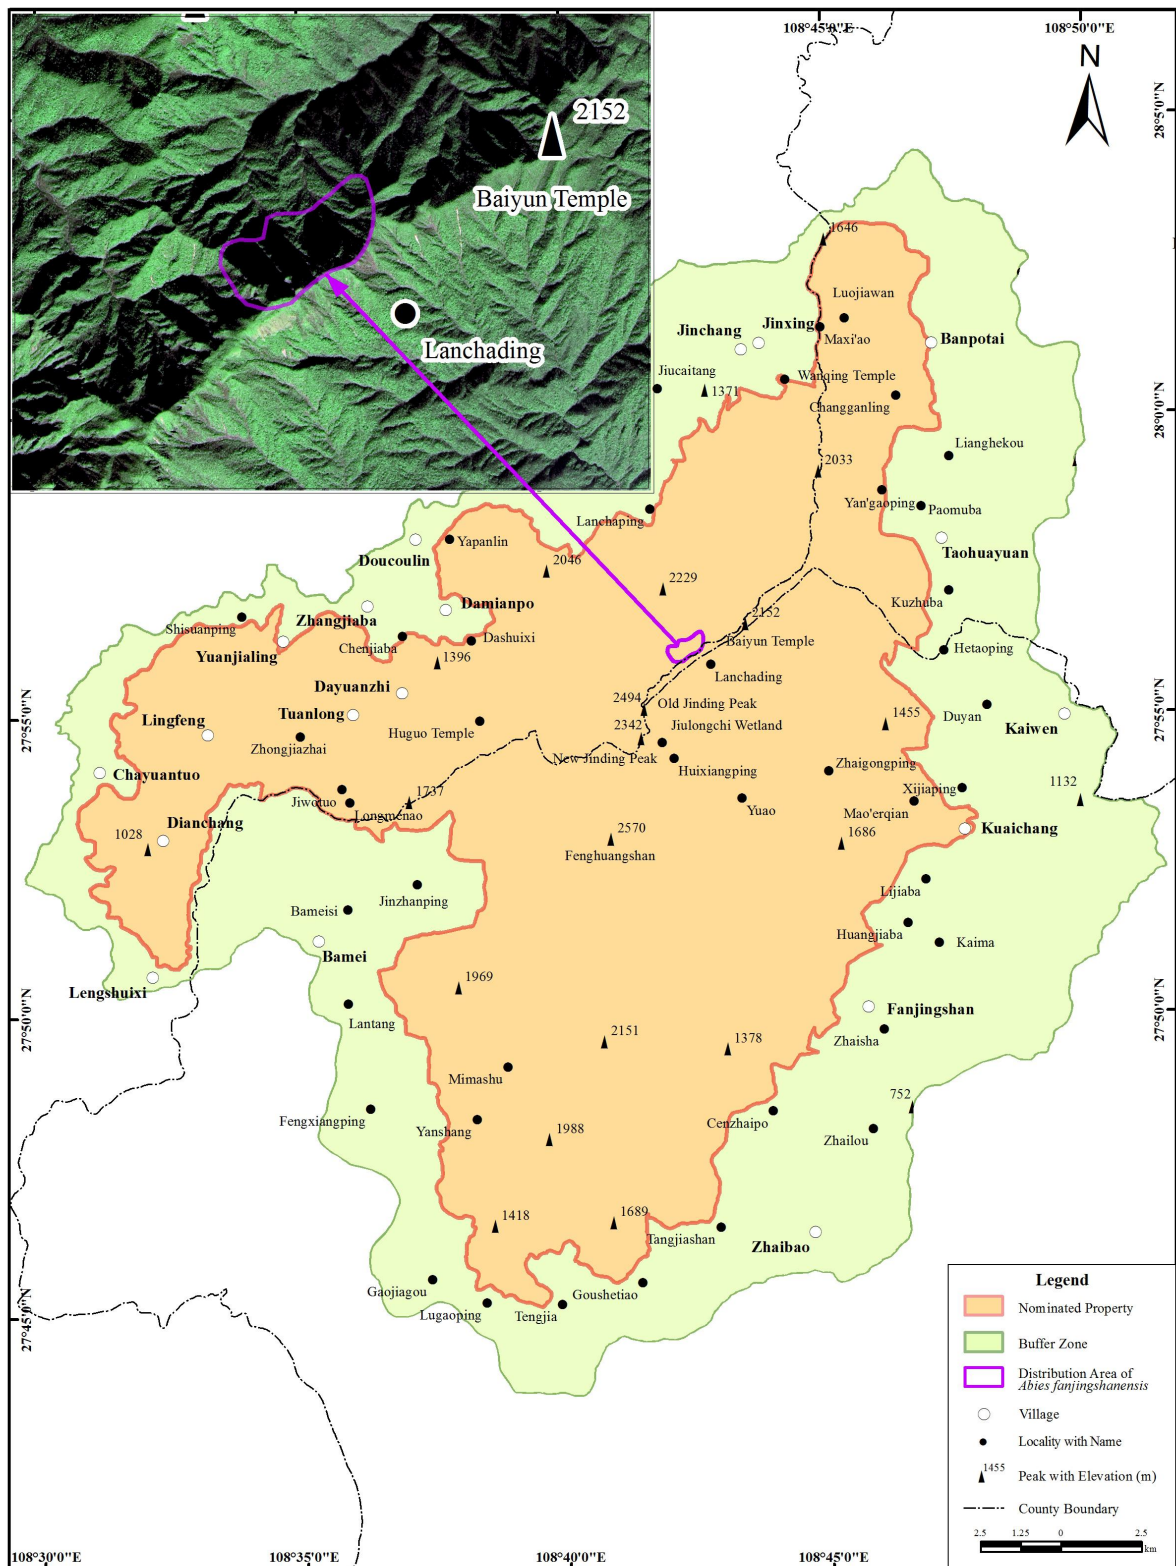 108°45'0"E
108°50'0"E
N
28°5'0"N
2152
Baiyun Temple
Lanchading
1646
Luojiawan
Jinchang
Jinxing
Maxi'ao
Banpotai
Jiucaitang
1371
Wanqing Temple
Changganling
28°0'0"N
Lianghekou
2033
Yan'gaoping
Paomuba
Lanchaping
Taohuayuan
Yapanlin
Doucoulin
2046
2229
Kuzhuba
Damianpo
Zhangjiaba
2152
Shisuanping
Chenjiaba
Dashuixi
Baiyun Temple
Hetaoping
Yuanjialing
1396
Lanchading
Dayuanzhi
2494
Old Jinding Peak
1455
Duyan
Kaiwen
27°55'0"N
27°55'0"N
Lingfeng
Tuanlong
Huguo Temple
2342
Jiulongchi Wetland
Zhongjiazhai
New Jinding Peak
Huixiangping
Zhaigongping
Chayuantuo
1132
Jiwotuo
Longmenao
1737
Yuao
Mao'erqian
Xijiaping
Dianchang
1028
2570
Fenghuangshan
1686
Kuaichang
Jinzhanping
Lijiaba
Bameisi
Huangjiaba
Kaima
Bamei
1969
Lengshuixi
Fanjingshan
27°50'0"N
27°50'0"N
Lantang
2151
1378
Zhaisha
Mimashu
752
Fengxiangping
Yanshang
1988
Cenzhaipo
Zhailou
1418
1689
Tangjiashan
Zhaibao
Gaojiagou
Goushetiao
Lugaoping
Tengjia
27°45'0"N
Legend
Nominated Property
Buffer Zone
Distribution Area of
Abies fanjingshanensis
Village
Locality with Name
1455
Peak with Elevation (m)
County Boundary
2.5 1.25 0 2.5
km
108°30'0"E
108°35'0"E
108°40'0"E
108°45'0"E